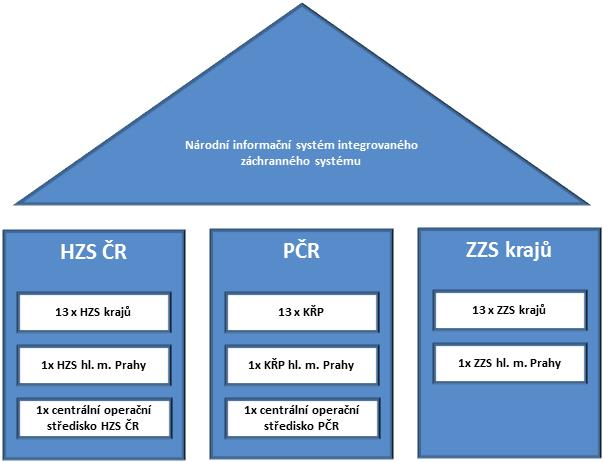 Národní informační systém integrovaného
záchranného systému
HZS ČR
13 x HZS krajů
1x HZS hl. m. Prahy
1x centrální operační
středisko HZS ČR
PČR
13 x KŘP
1x KŘP hl. m. Prahy
1x centrální operační
středisko PČR
ZZS krajů
13 x ZZS krajů
1x ZZS hl. m. Prahy